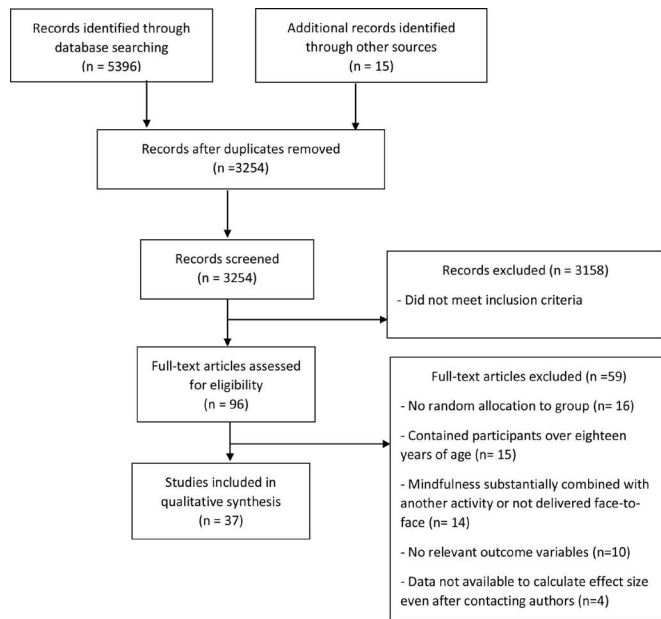 Records identified through
database searching
(n = 5396)
Additional records identified
through other sources
(n = 15)
Records after duplicates removed
(n =3254)
Records screened
(n = 3254)
Records excluded (n = 3158)
- Did not meet inclusion criteria
Full-text articles assessed
for eligibility
(n = 96)
Full-text articles excluded (n =59)
- No random allocation to group (n= 16)
- Contained participants over eighteen
years of age (n= 15)
- Mindfulness substantially combined with
another activity or not delivered face-to-
face (n= 14)
- No relevant outcome variables (n=10)
- Data not available to calculate effect size
even after contacting authors (n=4)
Studies included in
qualitative synthesis
(n = 37)